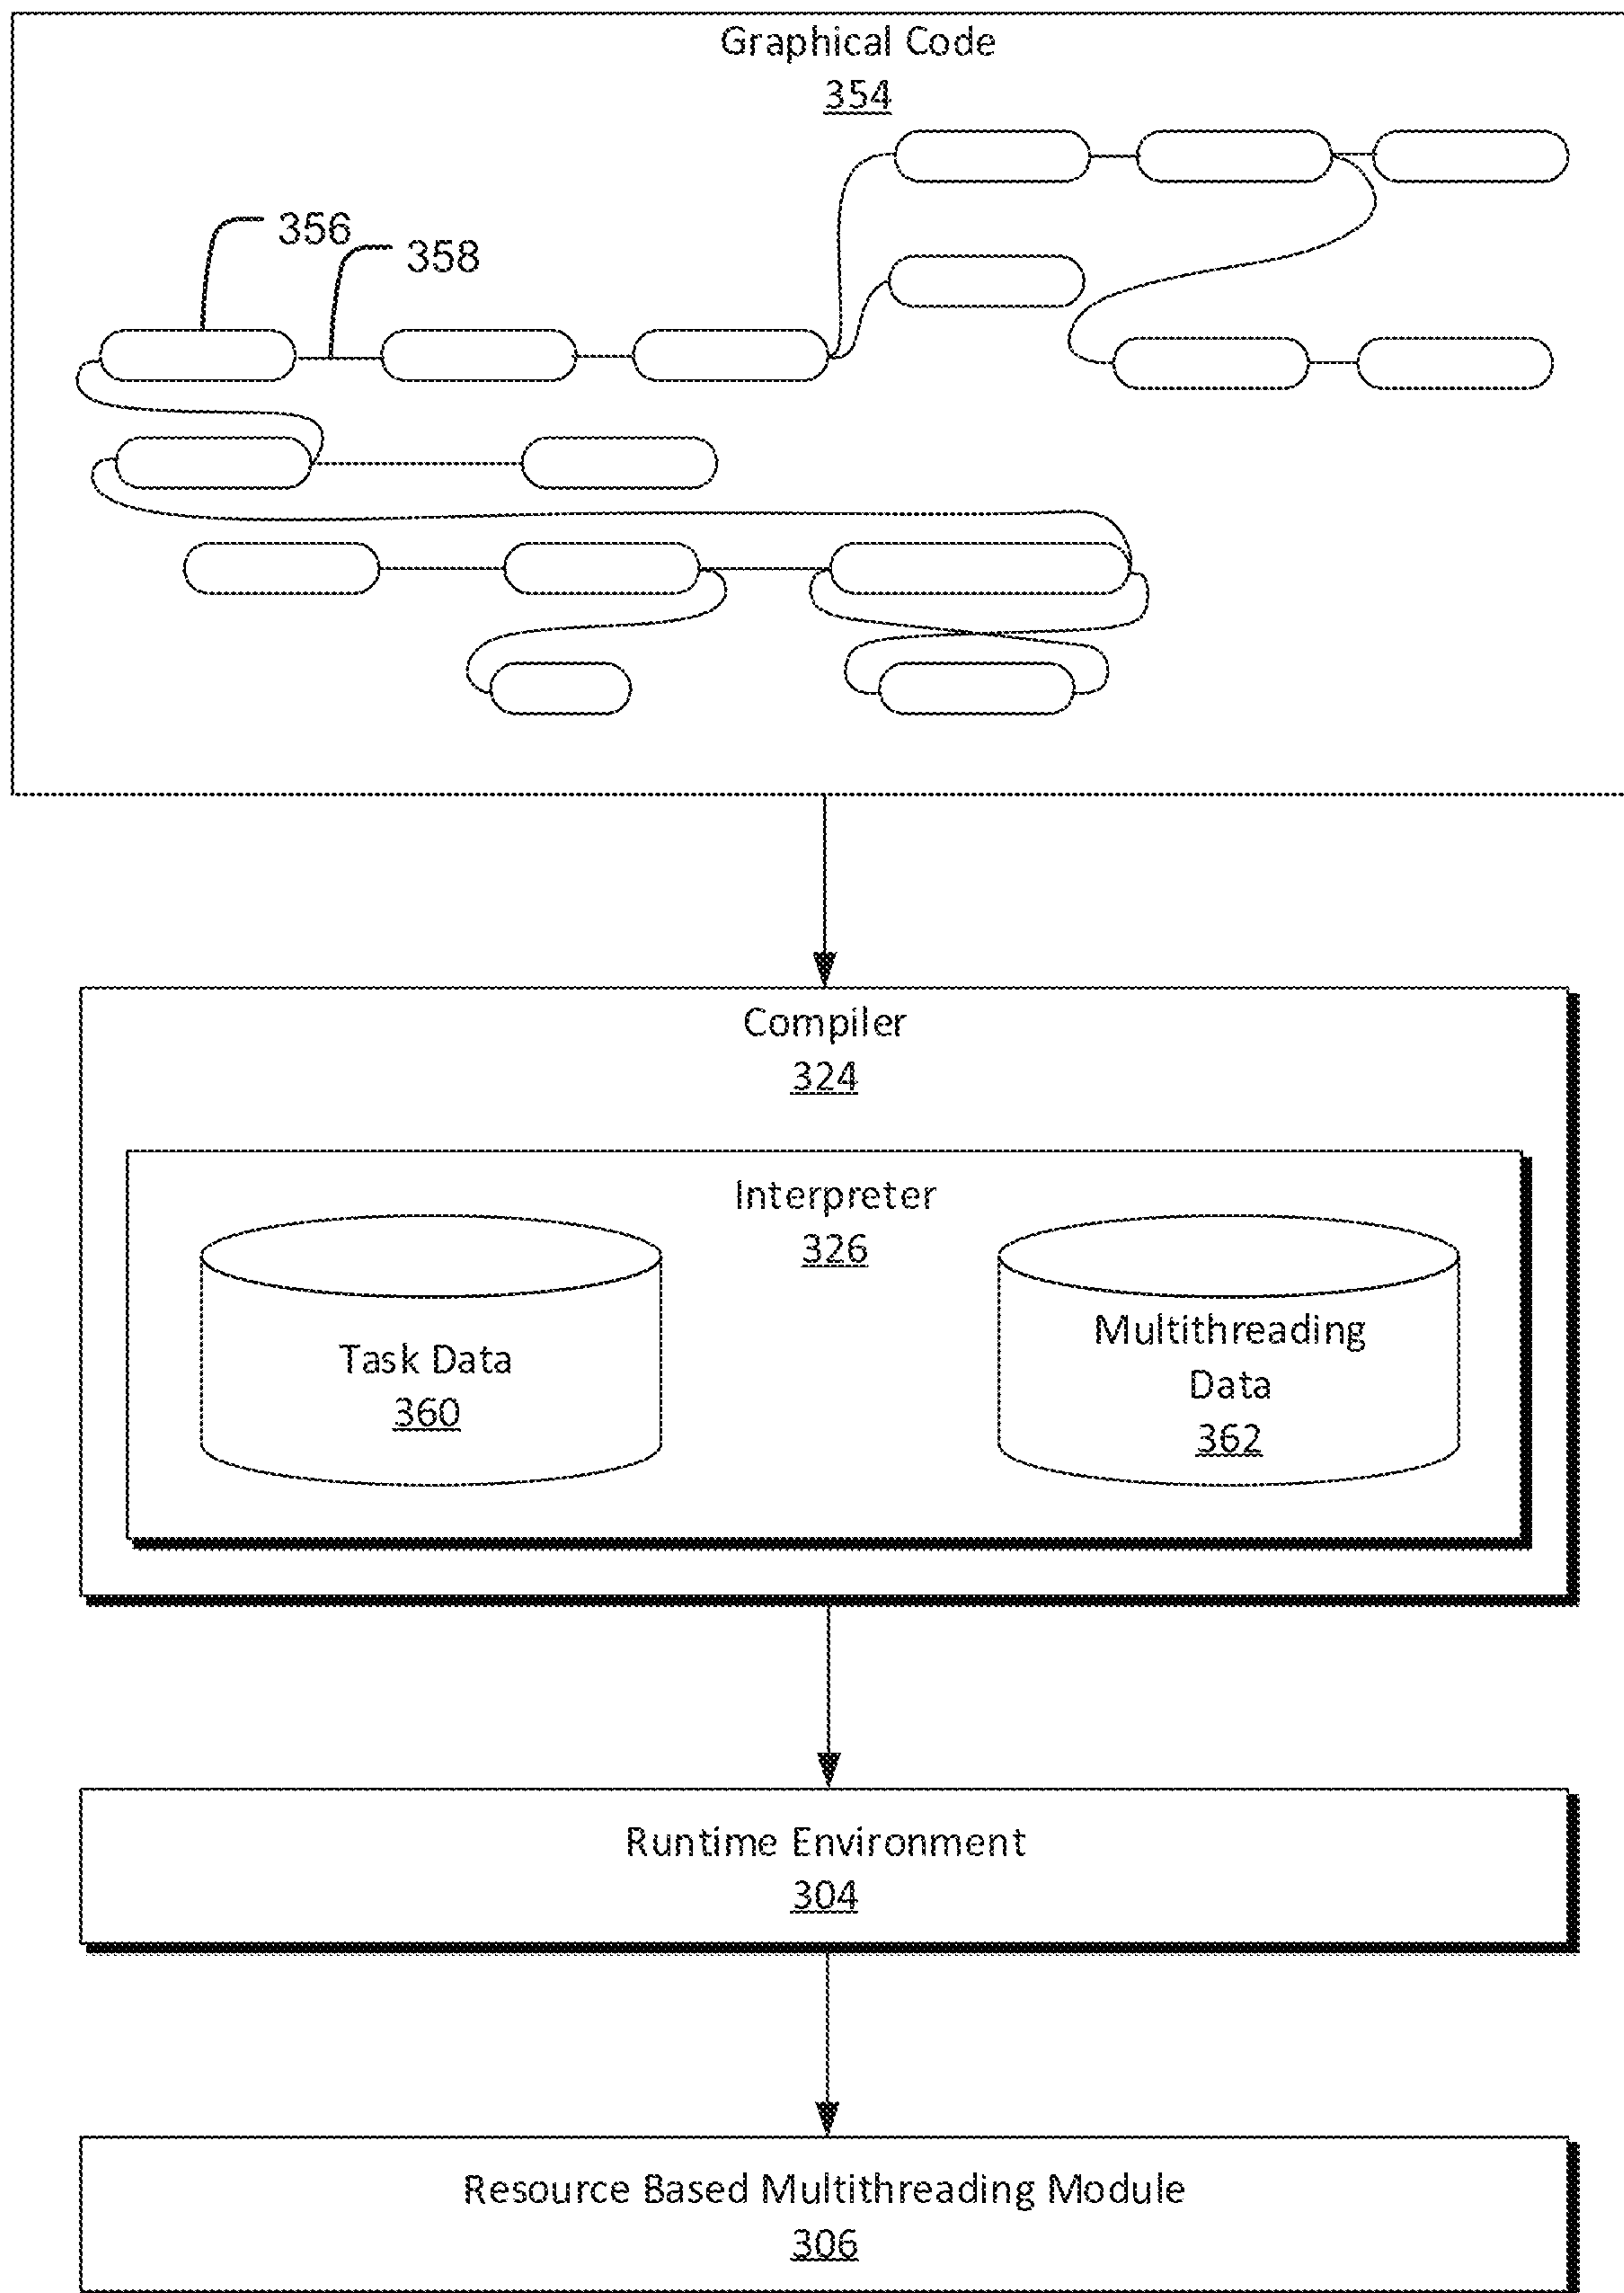 Graphical Code
354
356
358
Compiler
324
Interpreter
326
Task Data
360
Multithreading
Data
362
Runtime Environment
304
Resource Based Multithreading Module
306